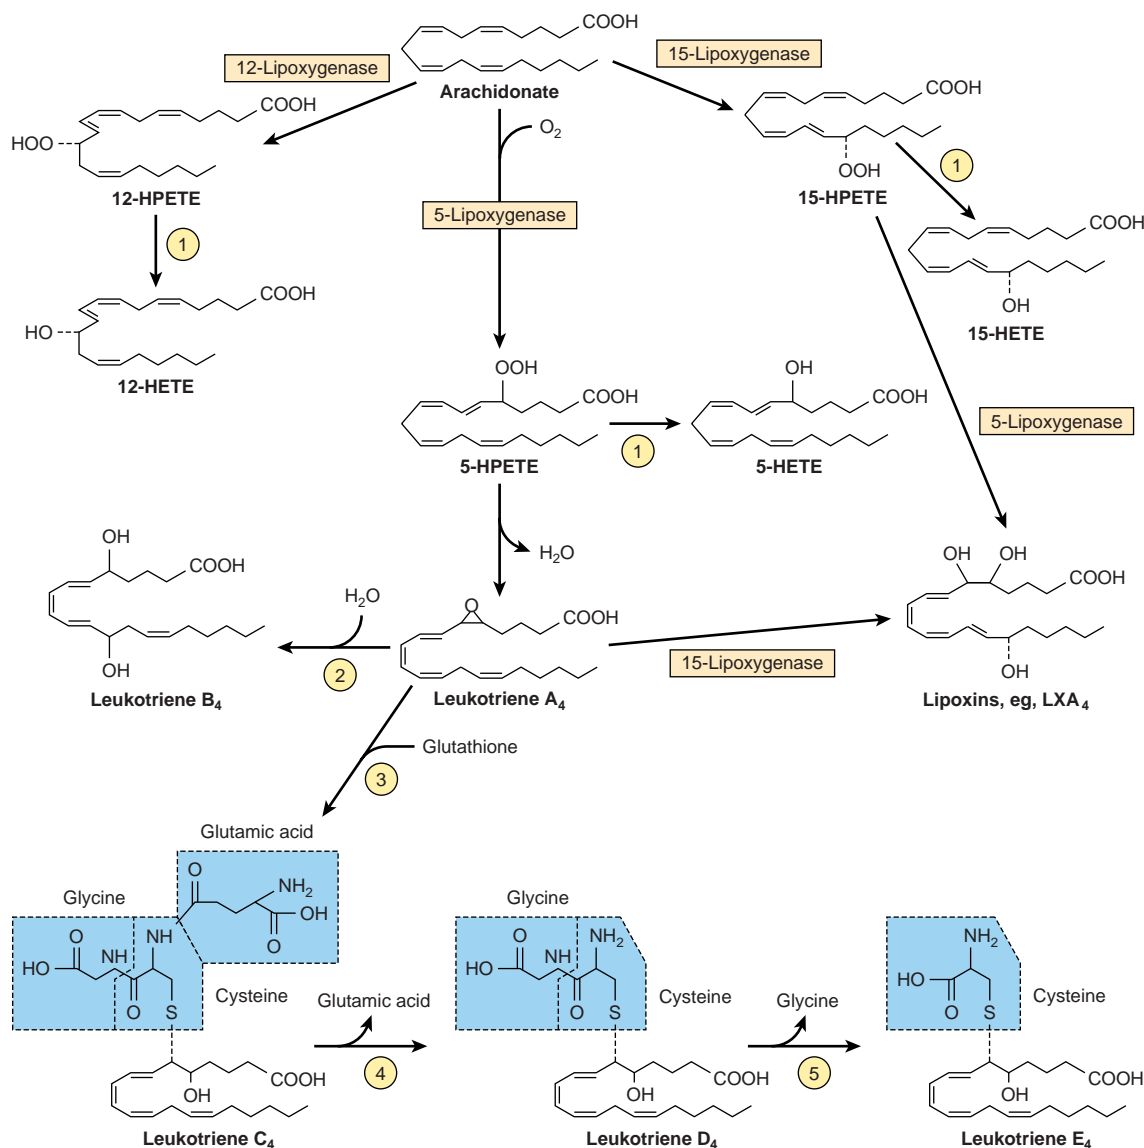 COOH
12-Lipoxygenase
15-Lipoxygenase
Arachidonate
COOH
COOH
HOO
O2
OOH
12-HPETE
15-HPETE
1
5-Lipoxygenase
COOH
1
COOH
OH
HO
15-HETE
12-HETE
OOH
OH
COOH
COOH
5-Lipoxygenase
5-HPETE
1
5-HETE
OH
COOH
H2O
OH
OH
COOH
H2O
O
COOH
OH
2
15-Lipoxygenase
OH
Leukotriene B4
Leukotriene A4
Lipoxins, eg, LXA4
Glutathione
3
Glutamic acid
O
NH2
OH
O
Glycine
Glycine
O
NH
NH
HO
O
S
Cysteine
O
NH2
NH
HO
O
S
Cysteine
NH2
HO
O
S
Cysteine
Glutamic acid
4
Glycine
5
OH
COOH
OH
COOH
OH
COOH
Leukotriene C4
Leukotriene D4
Leukotriene E4